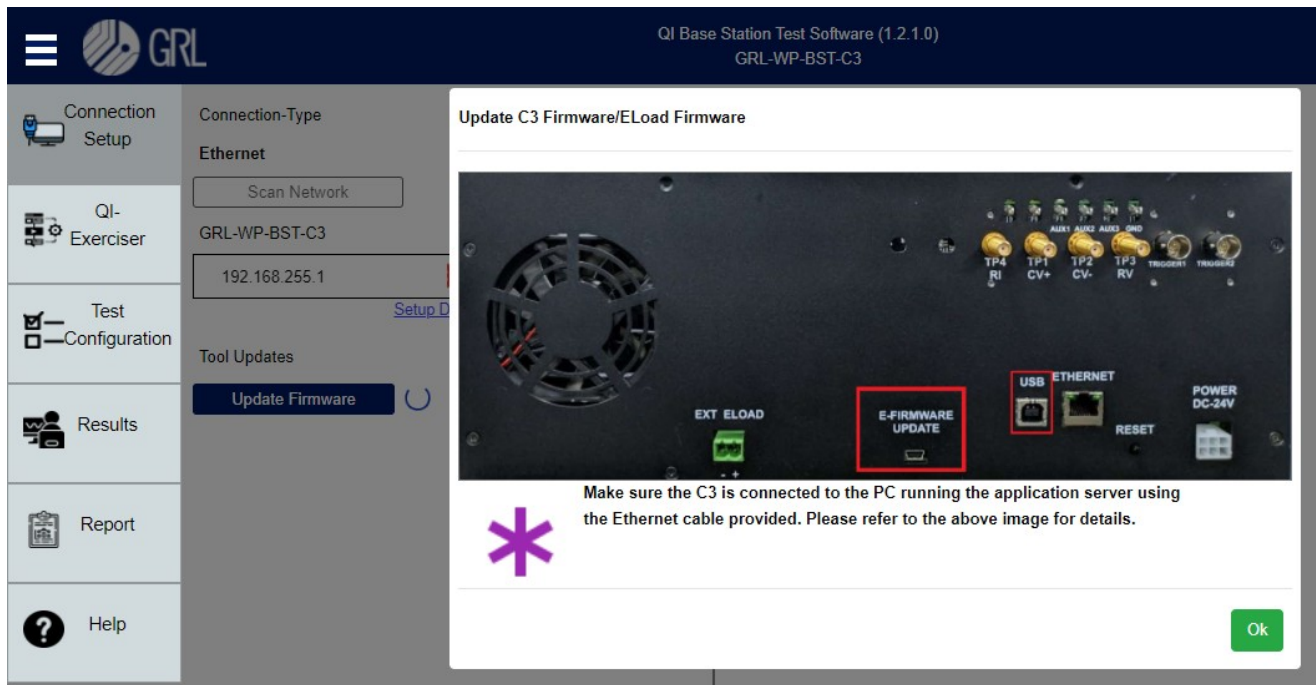 GRL
QI Base Station Test Software (1.2.1.0)
GRL-WP-BST-C3
Connection
Setup
QI-
Exerciser
Test
Configuration
Results
Report
Help
Connection-Type
Ethernet
Scan Network
GRL-WP-BST-C3
192.168.255.1
Setup D
Tool Updates
Update Firmware
Update C3 Firmware/ELoad Firmware
AUX1 AUX2 AUX3 GND
TP4 TP1 TP2 TP3 TRIGGER1 TRIGGER2
RI CV+ CV- RV
USB ETHERNET
POWER
DC-24V
EXT ELOAD
E-FIRMWARE
UPDATE
RESET
- +
Make sure the C3 is connected to the PC running the application server using
the Ethernet cable provided. Please refer to the above image for details.
Ok